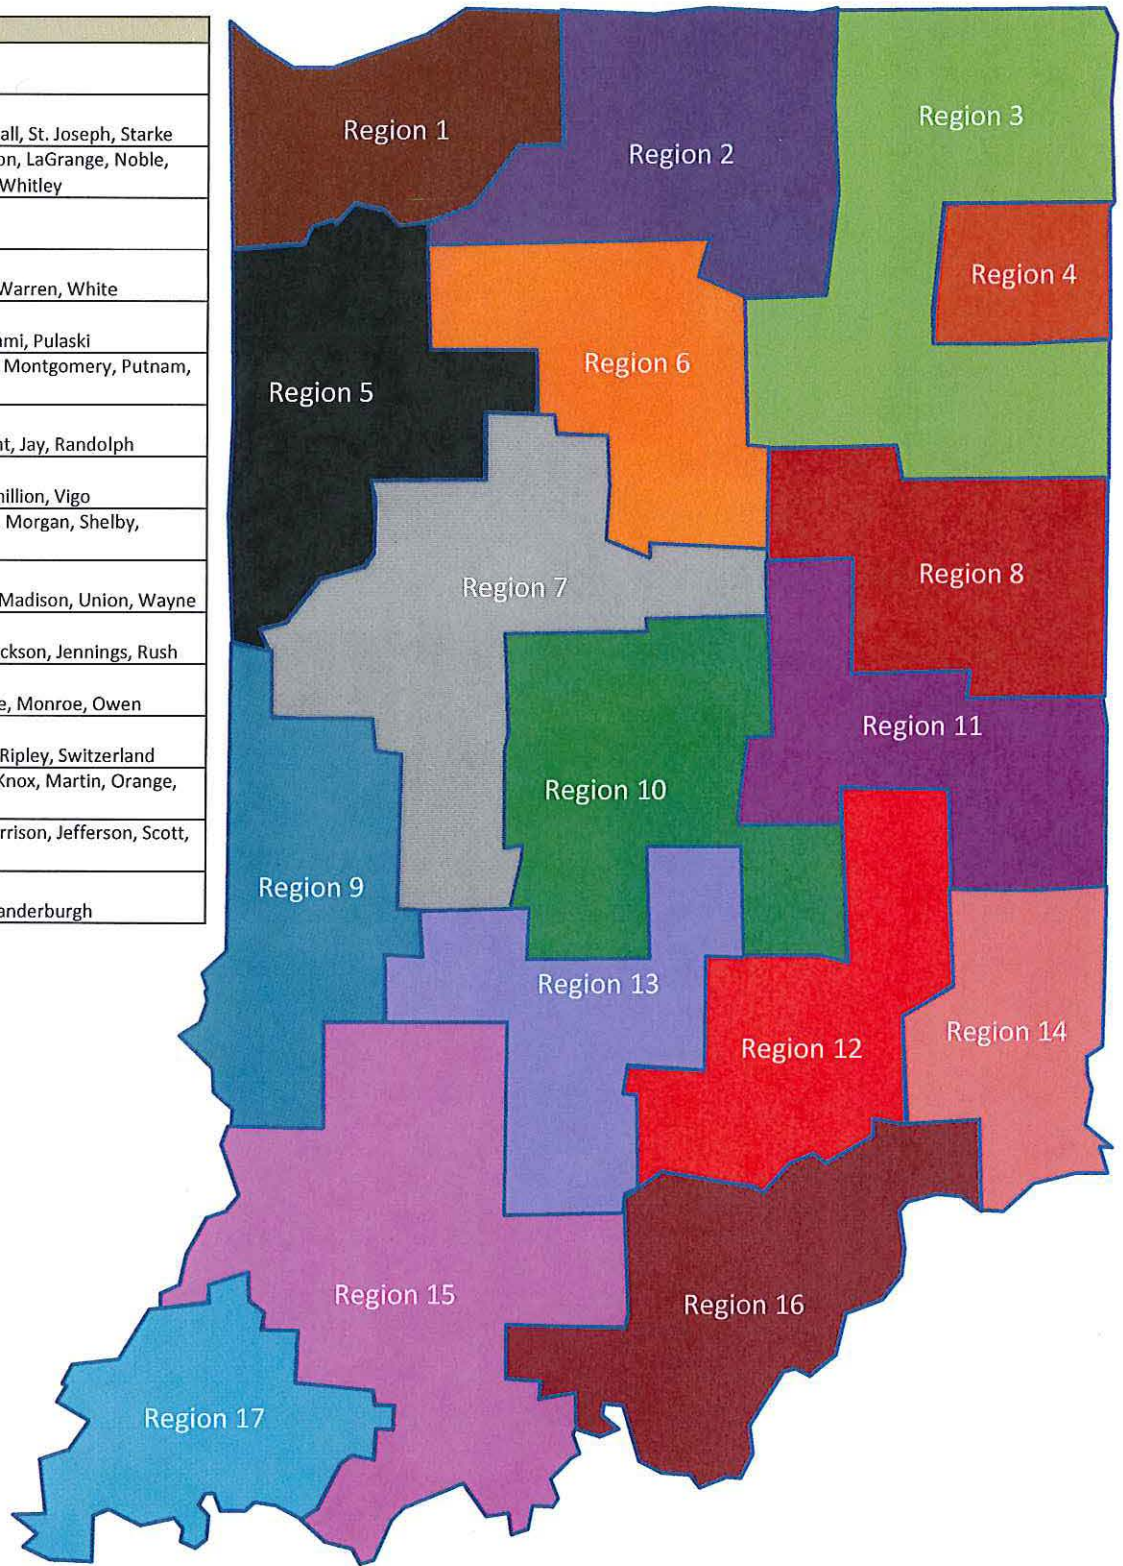 all, St. Joseph, Starke
on, LaGrange, Noble,
Whitley
Warren, White
mi, Pulaski
Montgomery, Putnam,
t, Jay, Randolph
illion, Vigo
Morgan, Shelby,
Madison, Union, Wayne
ckson, Jennings, Rush
e, Monroe, Owen
Ripley, Switzerland
Knox, Martin, Orange,
rrison, Jefferson, Scott,
anderburgh
Region 1
Region 2
Region 3
Region 4
Region 5
Region 6
Region 7
Region 8
Region 9
Region 10
Region 11
Region 12
Region 13
Region 14
Region 15
Region 16
Region 17